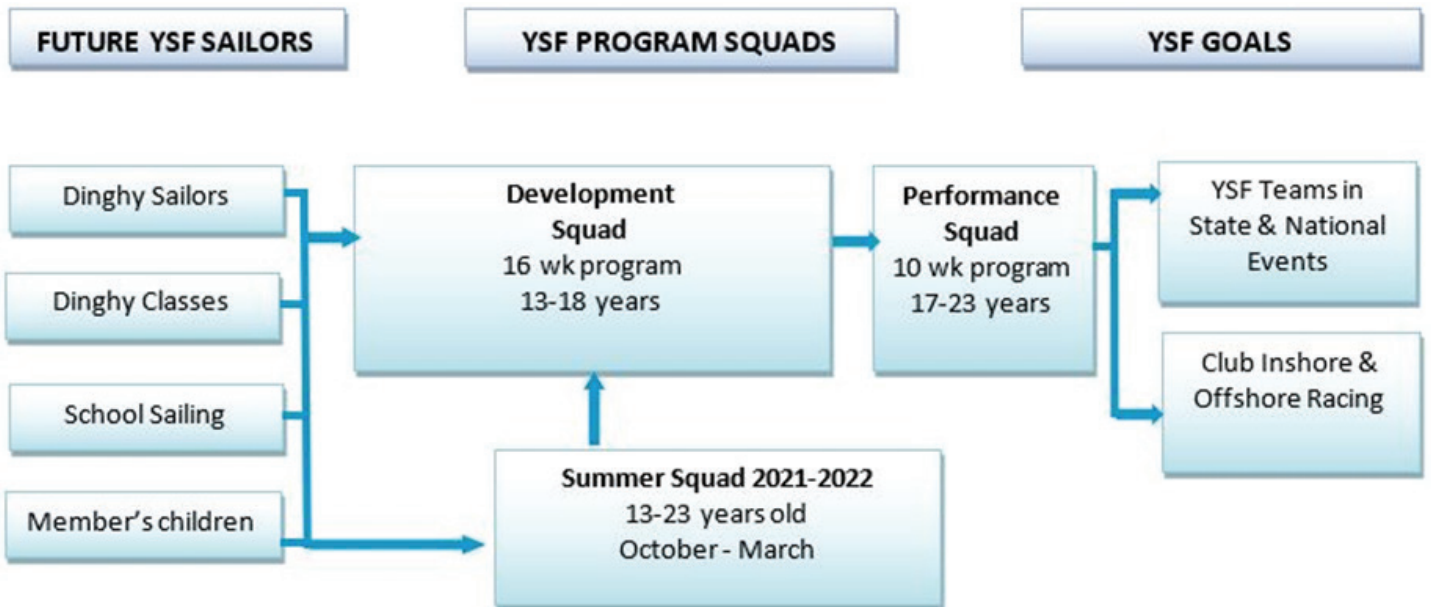 FUTURE YSF SAILORS
YSF PROGRAM SQUADS
YSF GOALS
Dinghy Sailors
Dinghy Classes
School Sailing
Member's children
Development
Squad
16 wk program
13-18 years
Summer Squad 2021-2022
13-23 years old
October - March
Performance
Squad
10 wk program
17-23 years
YSF Teams in
State & National
Events
Club Inshore &
Offshore Racing